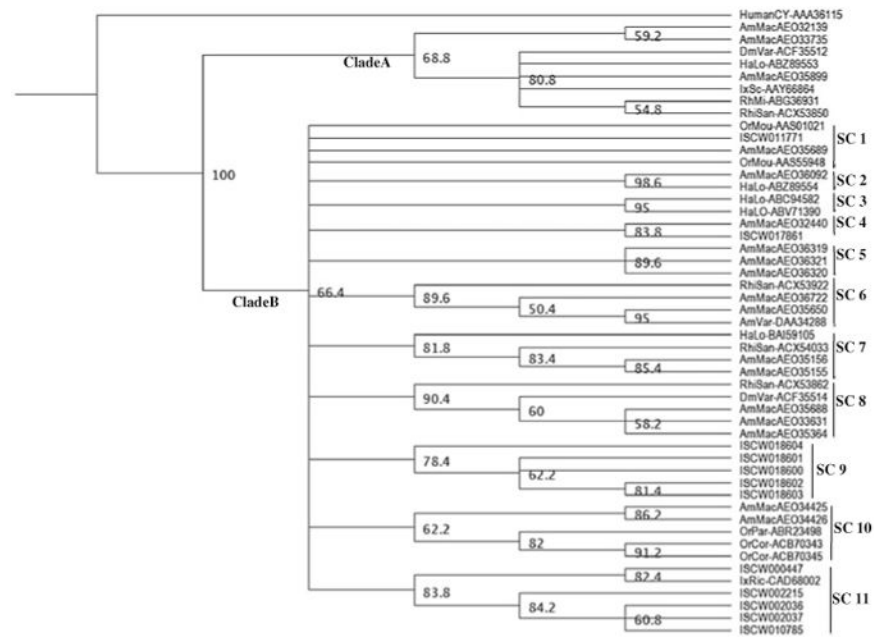 HumanCY-AAA36115
AmMacAEO32139
59.2
AmMacAEO33735
68.8
DmVar-ACF35512
CladeA
HaLo-ABZ89553
80.8
AmMacAEO35899
IxSc-AAY66864
RhMi-ABG36931
54.8
RhiSan-ACX53850
OrMou-AAS01021
ISCW011771
SC 1
AmMacAEO35689
OrMou-AAS55948
100
AmMacAEO36092
98.6
SC 2
HaLo-ABZ89554
HaLo-ABC94582
95
SC 3
HaLO-ABV71390
AmMacAEO32440
83.8
SC 4
ISCW017861
AmMacAEO36319
89.6
AmMacAEO36321
SC 5
AmMacAEO36320
CladeB
66.4
RhiSan-ACX53922
89.6
AmMacAEO36722
SC 6
50.4
AmMacAEO35650
95
AmVar-DAA34288
HaLo-BAI59105
81.8
RhiSan-ACX54033
SC 7
83.4
AmMacAEO35156
85.4
AmMacAEO35155
RhiSan-ACX53862
90.4
DmVar-ACF35514
SC 8
60
AmMacAEO35688
58.2
AmMacAEO33631
AmMacAEO35364
ISCW018604
78.4
ISCW018601
SC 9
62.2
ISCW018600
ISCW018602
81.4
ISCW018603
AmMacAEO34425
86.2
AmMacAEO34426
62.2
OrPar-ABR23498
SC 10
82
OrCor-ACB70343
91.2
OrCor-ACB70345
ISCW000447
82.4
IxRic-CAD68002
83.8
ISCW002215
SC 11
84.2
ISCW002036
60.8
ISCW002037
ISCW010785